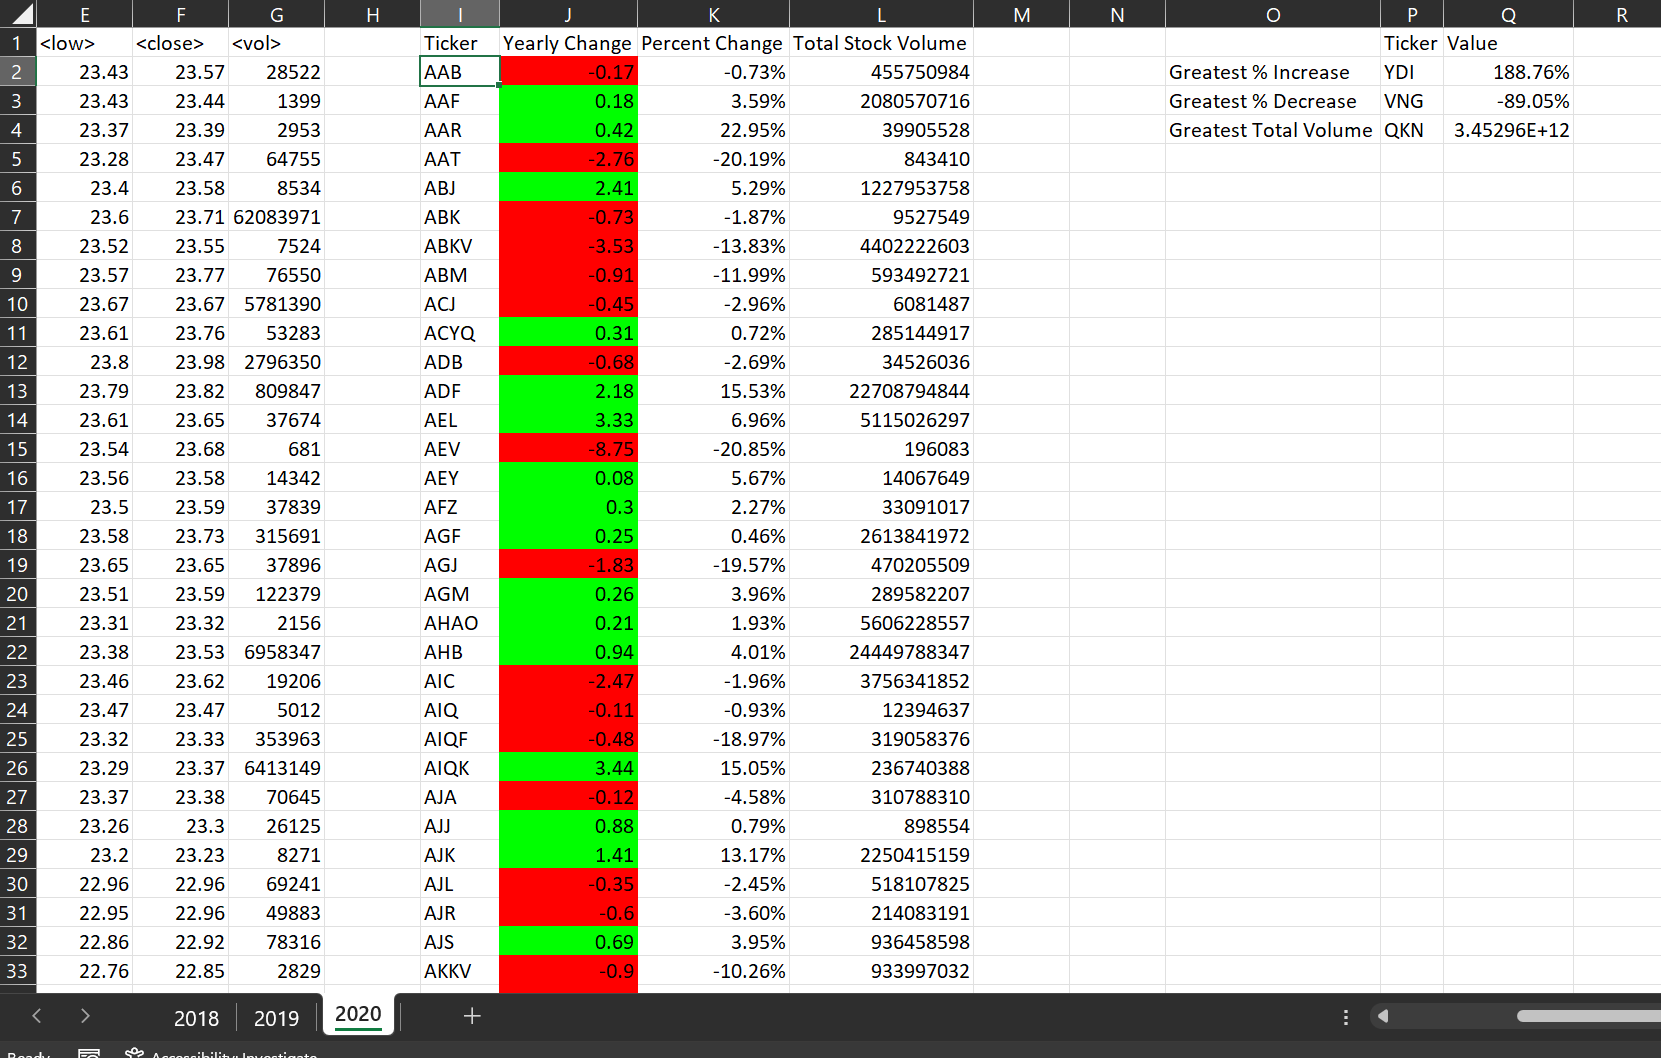 E F G H I J K L M N O P Q R
1 <low> <close> <vol> Ticker Yearly Change Percent Change Total Stock Volume Ticker Value
2 23.43 23.57 28522 AAB -0.17 -0.73% 455750984 Greatest % Increase YDI 188.76%
3 23.43 23.44 1399 AAF 0.18 3.59% 2080570716 Greatest % Decrease VNG -89.05%
4 23.37 23.39 2953 AAR 0.42 22.95% 39905528 Greatest Total Volume QKN 3.45296E+12
5 23.28 23.47 64755 AAT -2.76 -20.19% 843410
6 23.4 23.58 8534 ABJ 2.41 5.29% 1227953758
7 23.6 23.71 62083971 ABK -0.73 -1.87% 9527549
8 23.52 23.55 7524 ABKV -3.53 -13.83% 4402222603
9 23.57 23.77 76550 ABM -0.91 -11.99% 593492721
10 23.67 23.67 5781390 ACJ -0.45 -2.96% 6081487
11 23.61 23.76 53283 ACYQ 0.31 0.72% 285144917
12 23.8 23.98 2796350 ADB -0.68 -2.69% 34526036
13 23.79 23.82 809847 ADF 2.18 15.53% 22708794844
14 23.61 23.65 37674 AEL 3.33 6.96% 5115026297
15 23.54 23.68 681 AEV -8.75 -20.85% 196083
16 23.56 23.58 14342 AEY 0.08 5.67% 14067649
17 23.5 23.59 37839 AFZ 0.3 2.27% 33091017
18 23.58 23.73 315691 AGF 0.25 0.46% 2613841972
19 23.65 23.65 37896 AGJ -1.83 -19.57% 470205509
20 23.51 23.59 122379 AGM 0.26 3.96% 289582207
21 23.31 23.32 2156 AHAO 0.21 1.93% 5606228557
22 23.38 23.53 6958347 AHB 0.94 4.01% 24449788347
23 23.46 23.62 19206 AIC -2.47 -1.96% 3756341852
24 23.47 23.47 5012 AIQ -0.11 -0.93% 12394637
25 23.32 23.33 353963 AIQF -0.48 -18.97% 319058376
26 23.29 23.37 6413149 AIQK 3.44 15.05% 236740388
27 23.37 23.38 70645 AJA -0.12 -4.58% 310788310
28 23.26 23.3 26125 AJJ 0.88 0.79% 898554
29 23.2 23.23 8271 AJK 1.41 13.17% 2250415159
30 22.96 22.96 69241 AJL -0.35 -2.45% 518107825
31 22.95 22.96 49883 AJR -0.6 -3.60% 214083191
32 22.86 22.92 78316 AJS 0.69 3.95% 936458598
33 22.76 22.85 2829 AKKV -0.9 -10.26% 933997032
2018 2019 2020
Ready Accessibility: Investigate